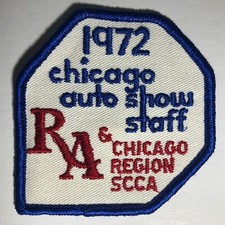 1972
chicago
auto show
staff
RA & CHICAGO
REGION
SCCA